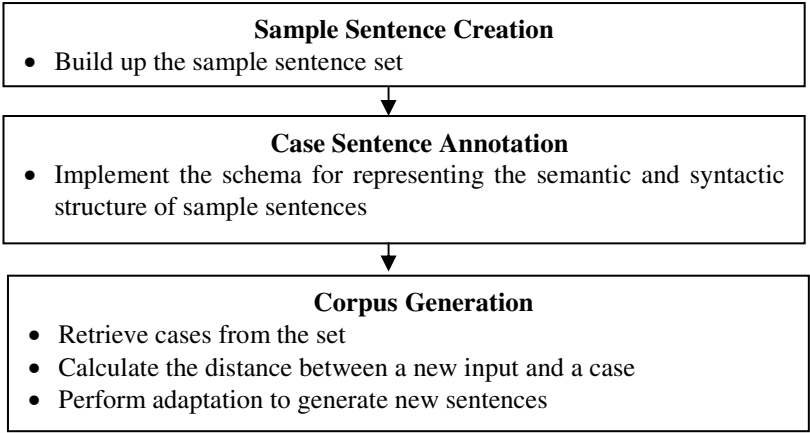 Sample Sentence Creation
• Build up the sample sentence set
Case Sentence Annotation
• Implement the schema for representing the semantic and syntactic
structure of sample sentences
Corpus Generation
• Retrieve cases from the set
• Calculate the distance between a new input and a case
• Perform adaptation to generate new sentences